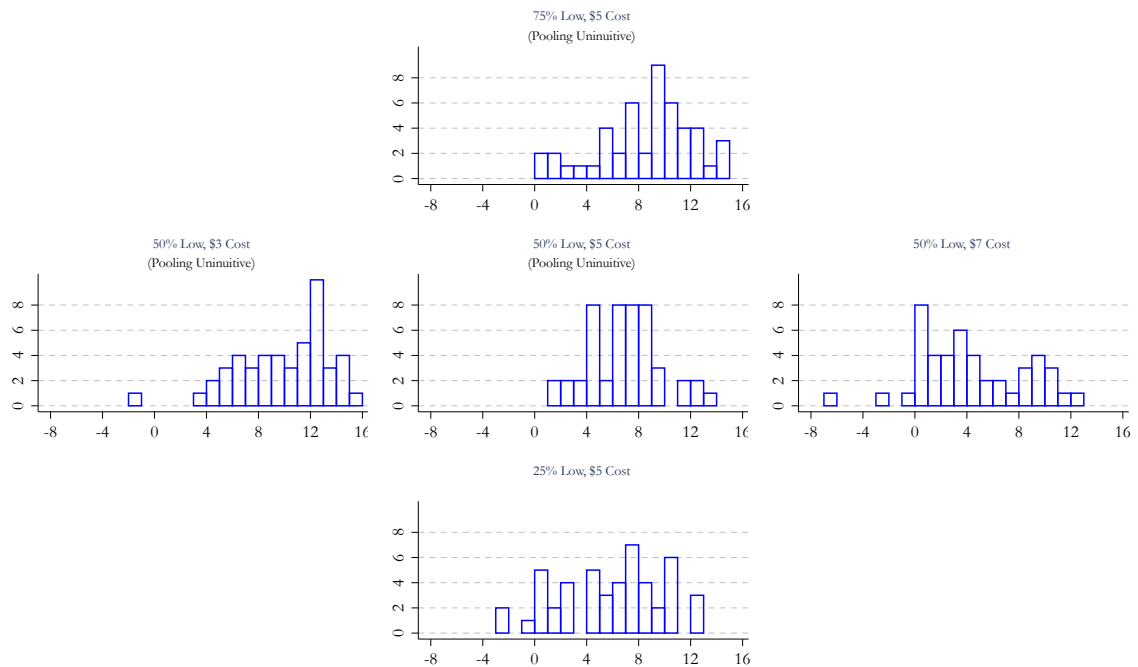 75% Low, $5 Cost
(Pooling Uninuitive)
0 2 4 6 8
-8 -4 0 4 8 12 16
50% Low, $3 Cost
(Pooling Uninuitive)
0 2 4 6 8
-8 -4 0 4 8 12 16
50% Low, $5 Cost
(Pooling Uninuitive)
0 2 4 6 8
-8 -4 0 4 8 12 16
50% Low, $7 Cost
0 2 4 6 8
-8 -4 0 4 8 12 16
25% Low, $5 Cost
0 2 4 6 8
-8 -4 0 4 8 12 16